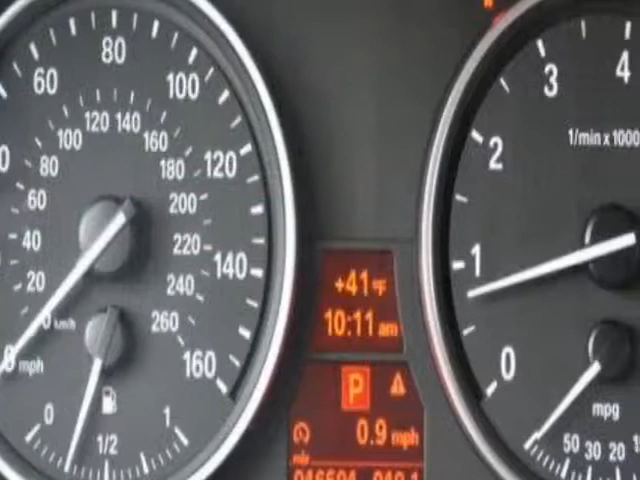 80
60
100
120 140
100
160
80
180
120
60
200
40
220
140
20
240
0 km/h
260
0 mph
160
0
1/2
1
+41°F
10:11 am
P
0.9 mph
4
3
1/min x 1000
2
1
0
mpg
50 30 20